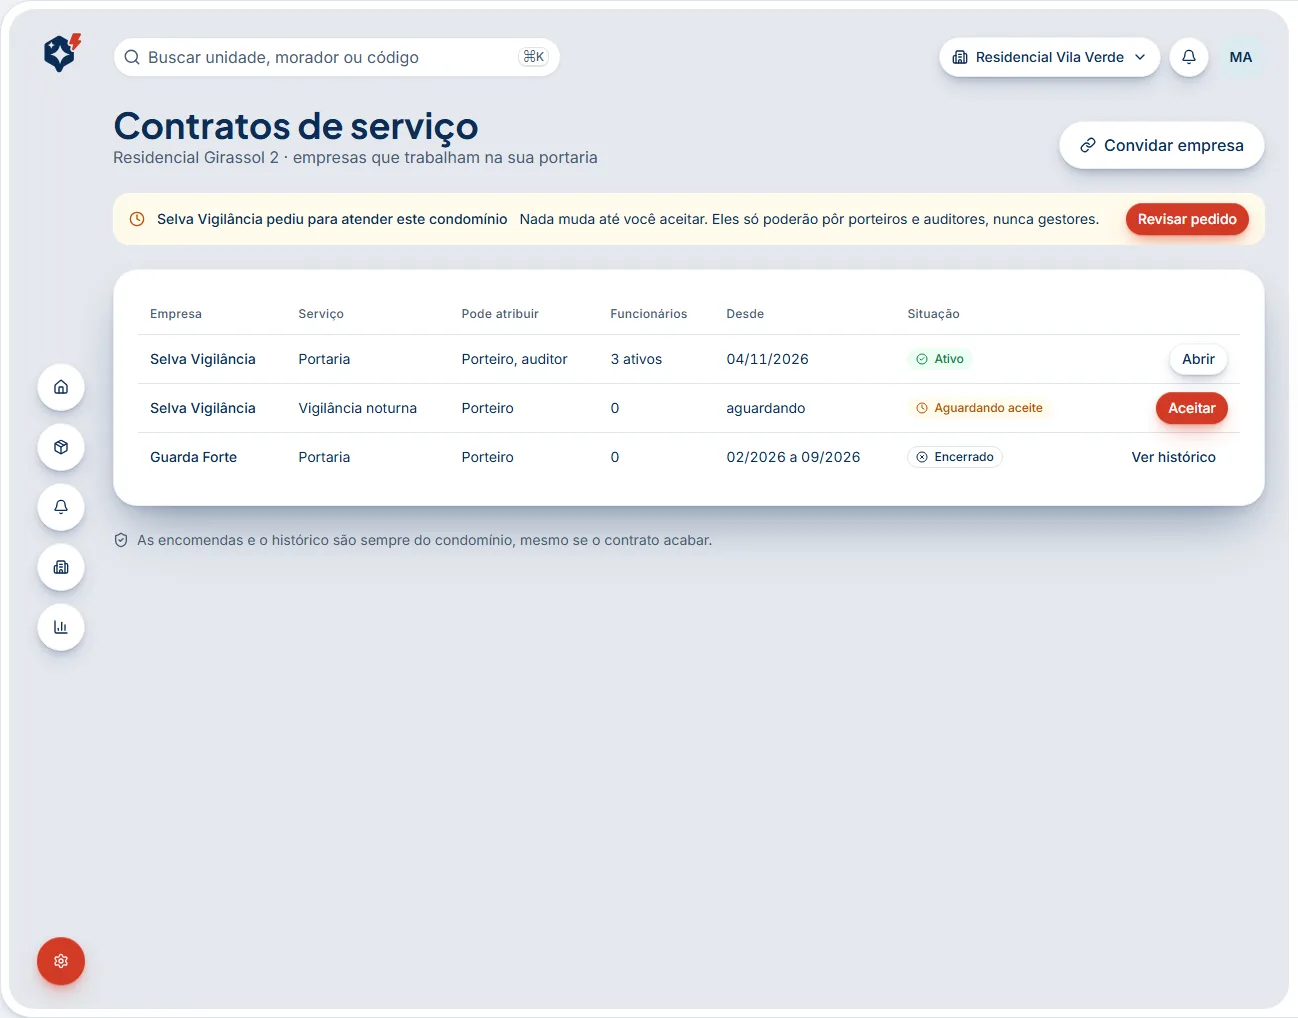 Buscar unidade, morador ou código
⌘K
Residencial Vila Verde
MA
Contratos de serviço
Residencial Girassol 2 · empresas que trabalham na sua portaria
Convidar empresa
Selva Vigilância pediu para atender este condomínio Nada muda até você aceitar. Eles só poderão pôr porteiros e auditores, nunca gestores.
Revisar pedido
Empresa Serviço Pode atribuir Funcionários Desde Situação
Selva Vigilância Portaria Porteiro, auditor 3 ativos 04/11/2026 Ativo Abrir
Selva Vigilância Vigilância noturna Porteiro 0 aguardando Aguardando aceite Aceitar
Guarda Forte Portaria Porteiro 0 02/2026 a 09/2026 Encerrado Ver histórico
As encomendas e o histórico são sempre do condomínio, mesmo se o contrato acabar.